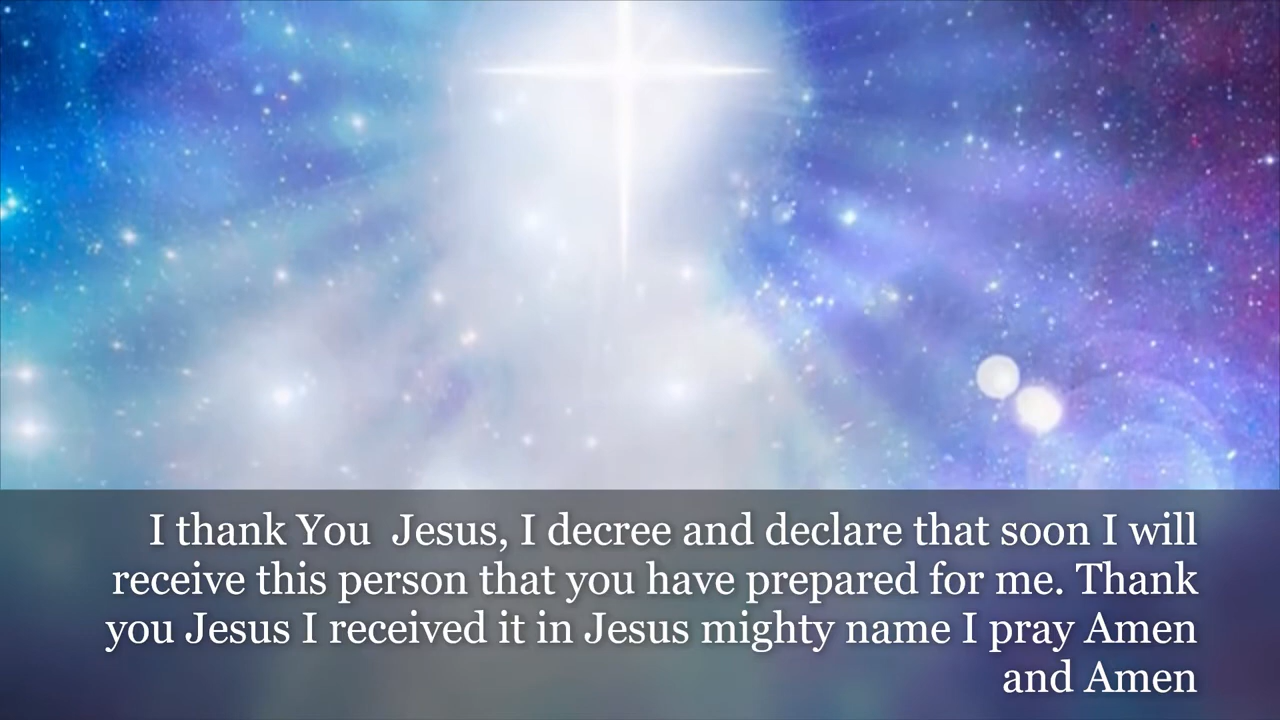 I thank You  Jesus, I decree and declare that soon I will
receive this person that you have prepared for me. Thank
you Jesus I received it in Jesus mighty name I pray Amen
and Amen